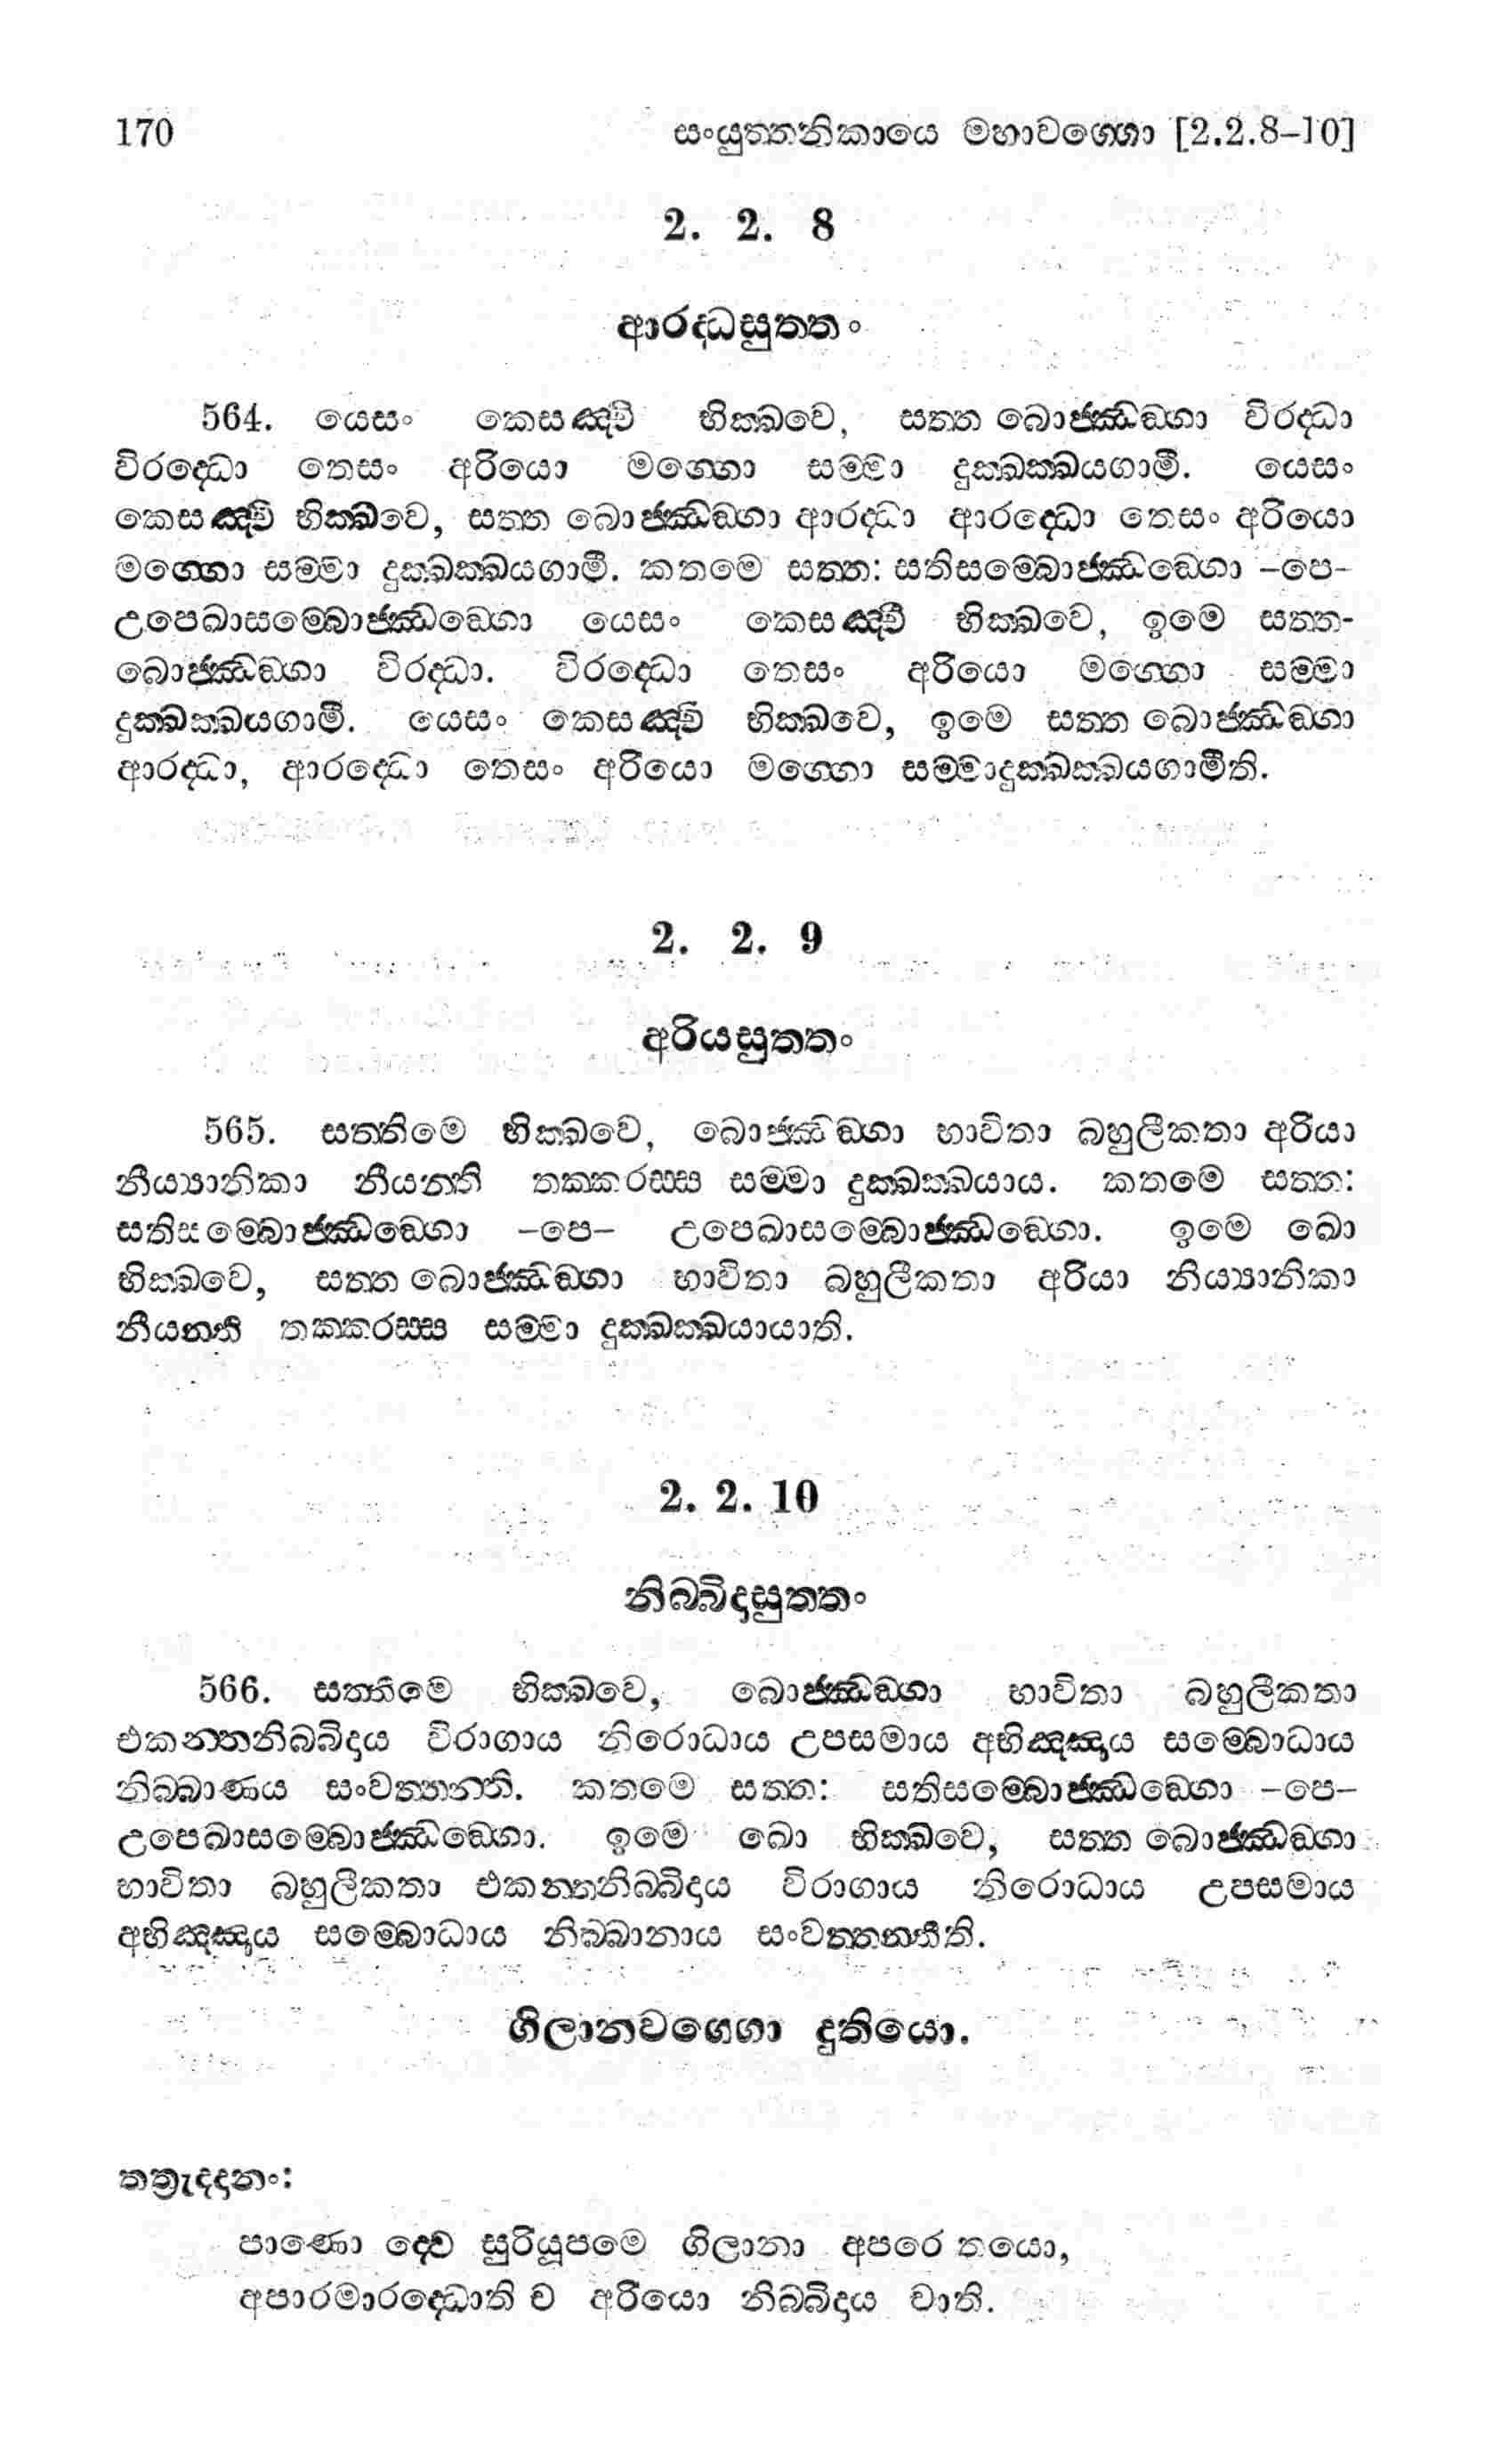 170 සංයුත්තනිකායෙ මහාවග්ගො [2.2.8–10]
2. 2. 8
ආරද්ධසුත්තං
564. යෙසං කෙසඤ්චි භික්ඛවෙ, සත්ත බොජ්ඣඞ්ගා විරද්ධා
විරද්ධො තෙසං අරියො මග්ගො සම්මා දුක්ඛක්ඛයගාමී. යෙසං
කෙසඤ්චි භික්ඛවෙ, සත්ත බොජ්ඣඞ්ගා ආරද්ධා ආරද්ධො තෙසං අරියො
මග්ගො සම්මා දුක්ඛක්ඛයගාමී. කතමෙ සත්ත: සතිසම්බොජ්ඣඞ්ගො –පෙ–
උපෙඛාසම්බොජ්ඣඞ්ගො යෙසං කෙසඤ්චි භික්ඛවෙ, ඉමෙ සත්ත-
බොජ්ඣඞ්ගා විරද්ධා. විරද්ධො තෙසං අරියො මග්ගො සම්මා
දුක්ඛක්ඛයගාමී. යෙසං කෙසඤ්චි භික්ඛවෙ, ඉමෙ සත්ත බොජ්ඣඞ්ගා
ආරද්ධා, ආරද්ධො තෙසං අරියො මග්ගො සම්මාදුක්ඛක්ඛයගාමීති.
2. 2. 9
අරියසුත්තං
565. සත්තිමෙ භික්ඛවෙ, බොජ්ඣඞ්ගා භාවිතා බහුලීකතා අරියා
නීය්‍යානිකා නීයන්ති තක්කරස්ස සම්මා දුක්ඛක්ඛයාය. කතමෙ සත්ත:
සතිසම්බොජ්ඣඞ්ගො –පෙ– උපෙඛාසම්බොජ්ඣඞ්ගො. ඉමෙ ඛො
භික්ඛවෙ, සත්ත බොජ්ඣඞ්ගා භාවිතා බහුලීකතා අරියා නිය්‍යානිකා
නීයන්ති තක්කරස්ස සම්මා දුක්ඛක්ඛයායාති.
2. 2. 10
නිබ්බිදාසුත්තං
566. සත්තිමෙ භික්ඛවෙ, බොජ්ඣඞ්ගා භාවිතා බහුලීකතා
එකන්තනිබ්බිදාය විරාගාය නිරොධාය උපසමාය අභිඤ්ඤාය සම්බොධාය
නිබ්බාණය සංවත්තන්ති. කතමෙ සත්ත: සතිසම්බොජ්ඣඞ්ගො –පෙ–
උපෙඛාසම්බොජ්ඣඞ්ගො. ඉමෙ ඛො භික්ඛවෙ, සත්ත බොජ්ඣඞ්ගා
භාවිතා බහුලිකතා එකන්තනිබ්බිදාය විරාගාය නිරොධාය උපසමාය
අභිඤ්ඤාය සම්බොධාය නිබ්බානාය සංවත්තන්තීති.
ගිලානවග්ගො දුතියො.
තත්‍රැද්දානං:
පාණො ද්වෙ සුරියූපමෙ ගිලානා අපරෙ තයො,
අපාරමාරද්ධොති ච අරියො නිබ්බිදාය චාති.